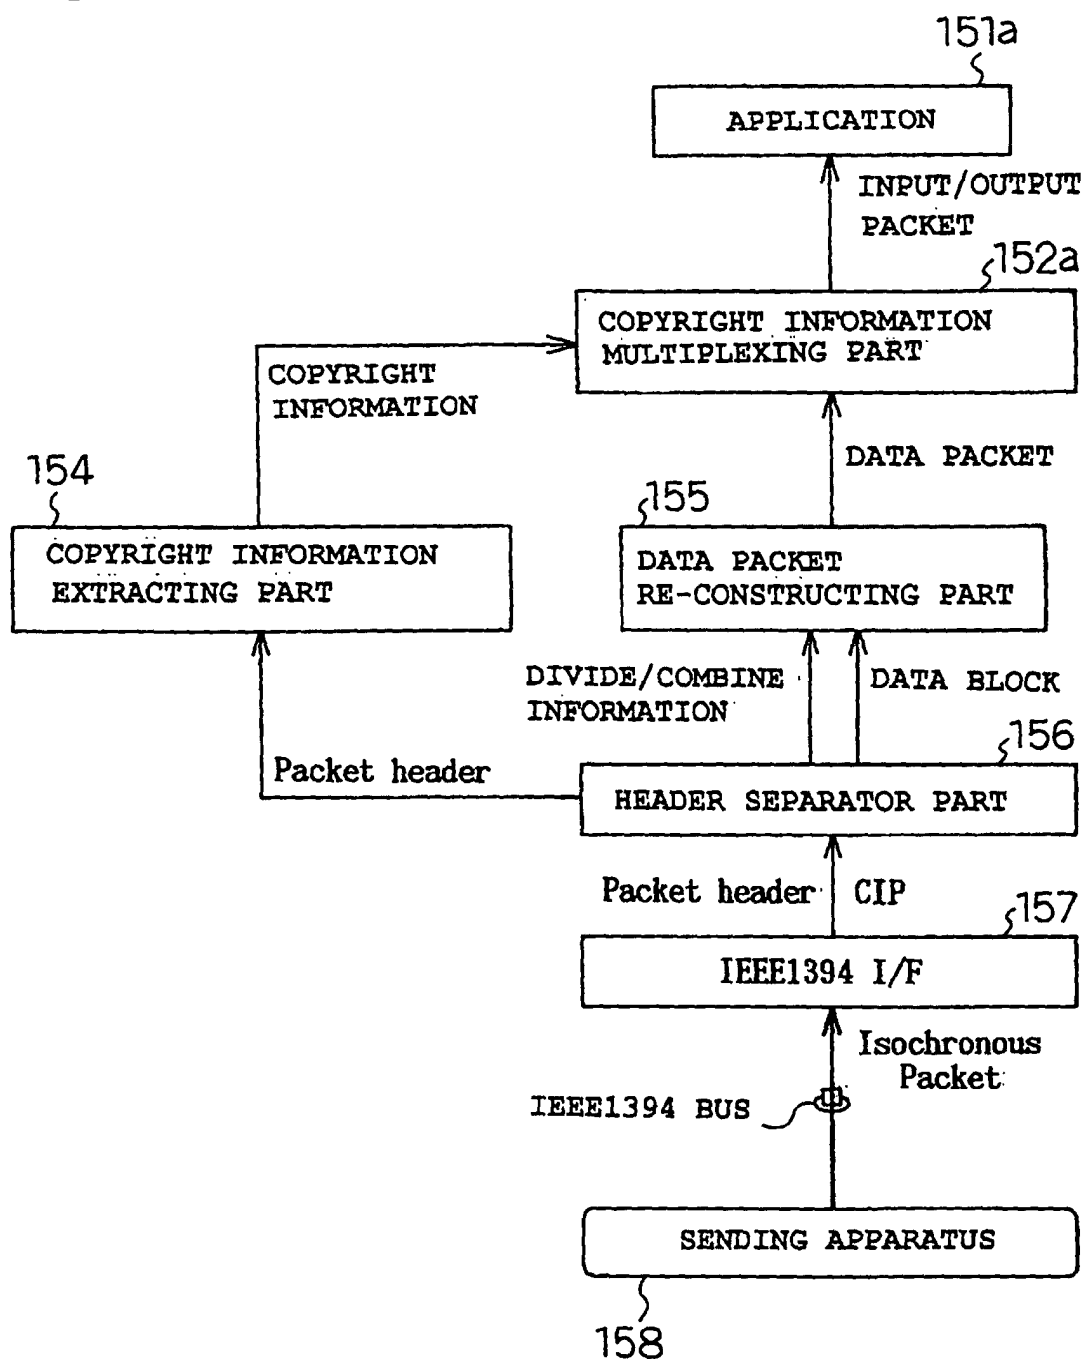 151a
APPLICATION
INPUT/OUTPUT
PACKET
152a
COPYRIGHT INFORMATION
MULTIPLEXING PART
COPYRIGHT
INFORMATION
DATA PACKET
154
155
COPYRIGHT INFORMATION
EXTRACTING PART
DATA PACKET
RE-CONSTRUCTING PART
DIVIDE/COMBINE
INFORMATION
DATA BLOCK
156
Packet header
HEADER SEPARATOR PART
Packet header
CIP
157
IEEE1394 I/F
Isochronous
Packet
IEEE1394 BUS
SENDING APPARATUS
158